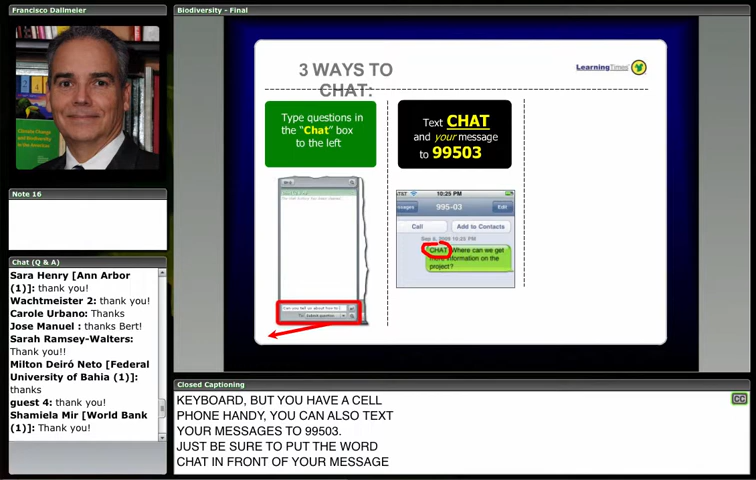 Francisco Dallmeier
Biodiversity - Final
3 WAYS TO
CHAT:
LearningTimes
Type questions in
the "Chat" box
to the left
Text CHAT
and your message
to 99503
10:25 PM
995-03
Edit
Call
Add to Contacts
Sep 2, 2009 10:25 PM
CHAT Where can we get
more information on the
project?
Note 16
Chat (Q & A)
Sara Henry [Ann Arbor
(1)]: thank you!
Wachtmeister 2: thank you!
Carole Urbano: Thanks
Jose Manuel : thanks Bert!
Sarah Ramsey-Walters:
Thank you!!
Milton Deiró Neto [Federal
University of Bahia (1)]:
thanks
guest 4: thank you!
Shamiela Mir [World Bank
(1)]: Thank you!
Closed Captioning
CC
KEYBOARD, BUT YOU HAVE A CELL
PHONE HANDY, YOU CAN ALSO TEXT
YOUR MESSAGES TO 99503.
JUST BE SURE TO PUT THE WORD
CHAT IN FRONT OF YOUR MESSAGE